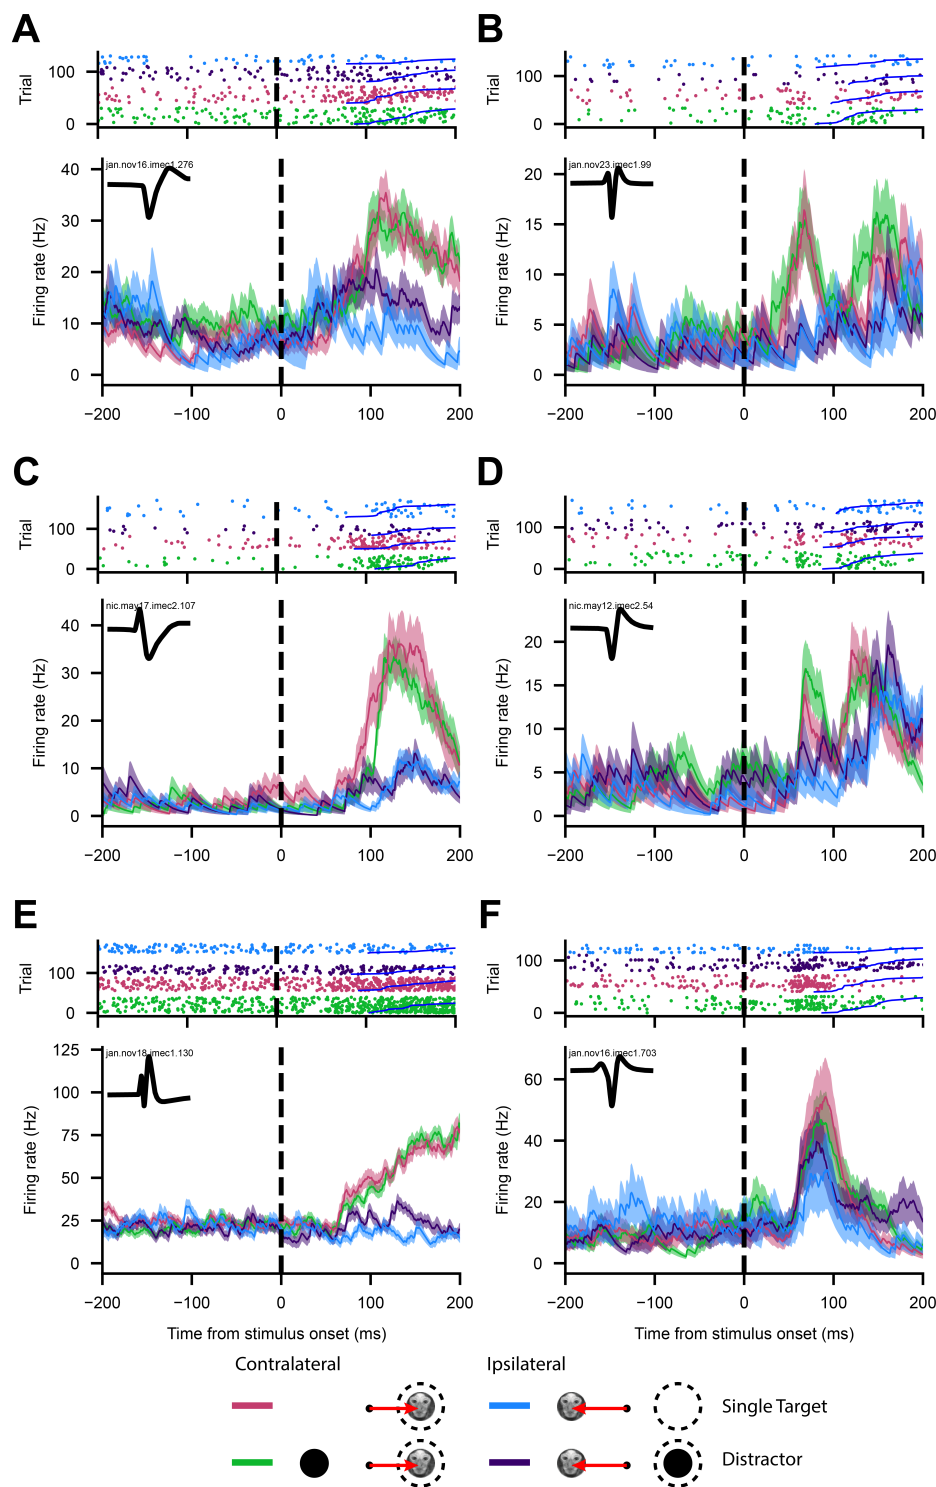 A
B
Trial
100
0
Trial
100
0
jan.nov16.imec1.276
jan.nov23.imec1.99
Firing rate (Hz)
40
30
20
10
0
Firing rate (Hz)
20
15
10
5
0
−200 −100 0 100 200
−200 −100 0 100 200
C
D
Trial
100
0
Trial
100
0
nic.may17.imec2.107
nic.may12.imec2.54
Firing rate (Hz)
40
30
20
10
0
Firing rate (Hz)
20
15
10
5
0
−200 −100 0 100 200
−200 −100 0 100 200
E
F
Trial
100
0
Trial
100
0
jan.nov18.imec1.130
jan.nov16.imec1.703
Firing rate (Hz)
125
100
75
50
25
0
Firing rate (Hz)
60
40
20
0
−200 −100 0 100 200
−200 −100 0 100 200
Time from stimulus onset (ms)
Time from stimulus onset (ms)
Contralateral
Ipsilateral
Single Target
Distractor